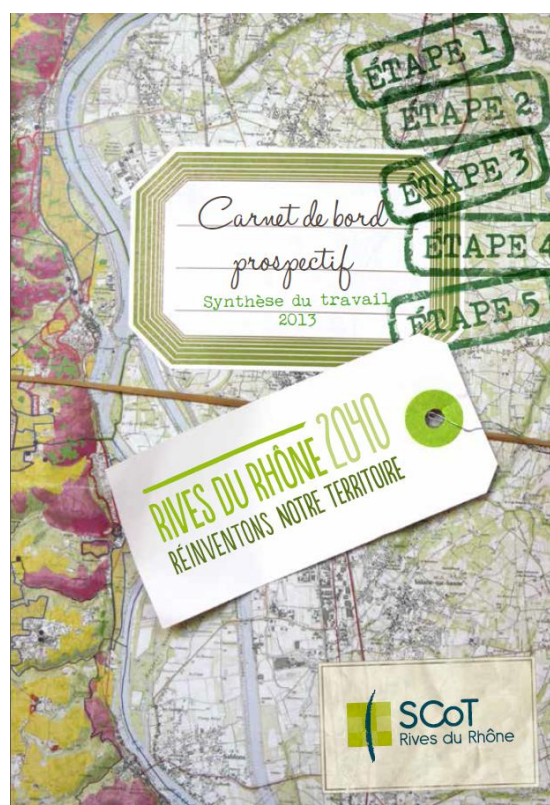 ÉTAPE 1
ÉTAPE 2
ÉTAPE 3
ÉTAPE 4
ÉTAPE 5
Carnet de bord
prospectif
Synthèse du travail
2013
RIVES DU RHÔNE 2040
RÉINVENTONS NOTRE TERRITOIRE
SCoT
Rives du Rhône